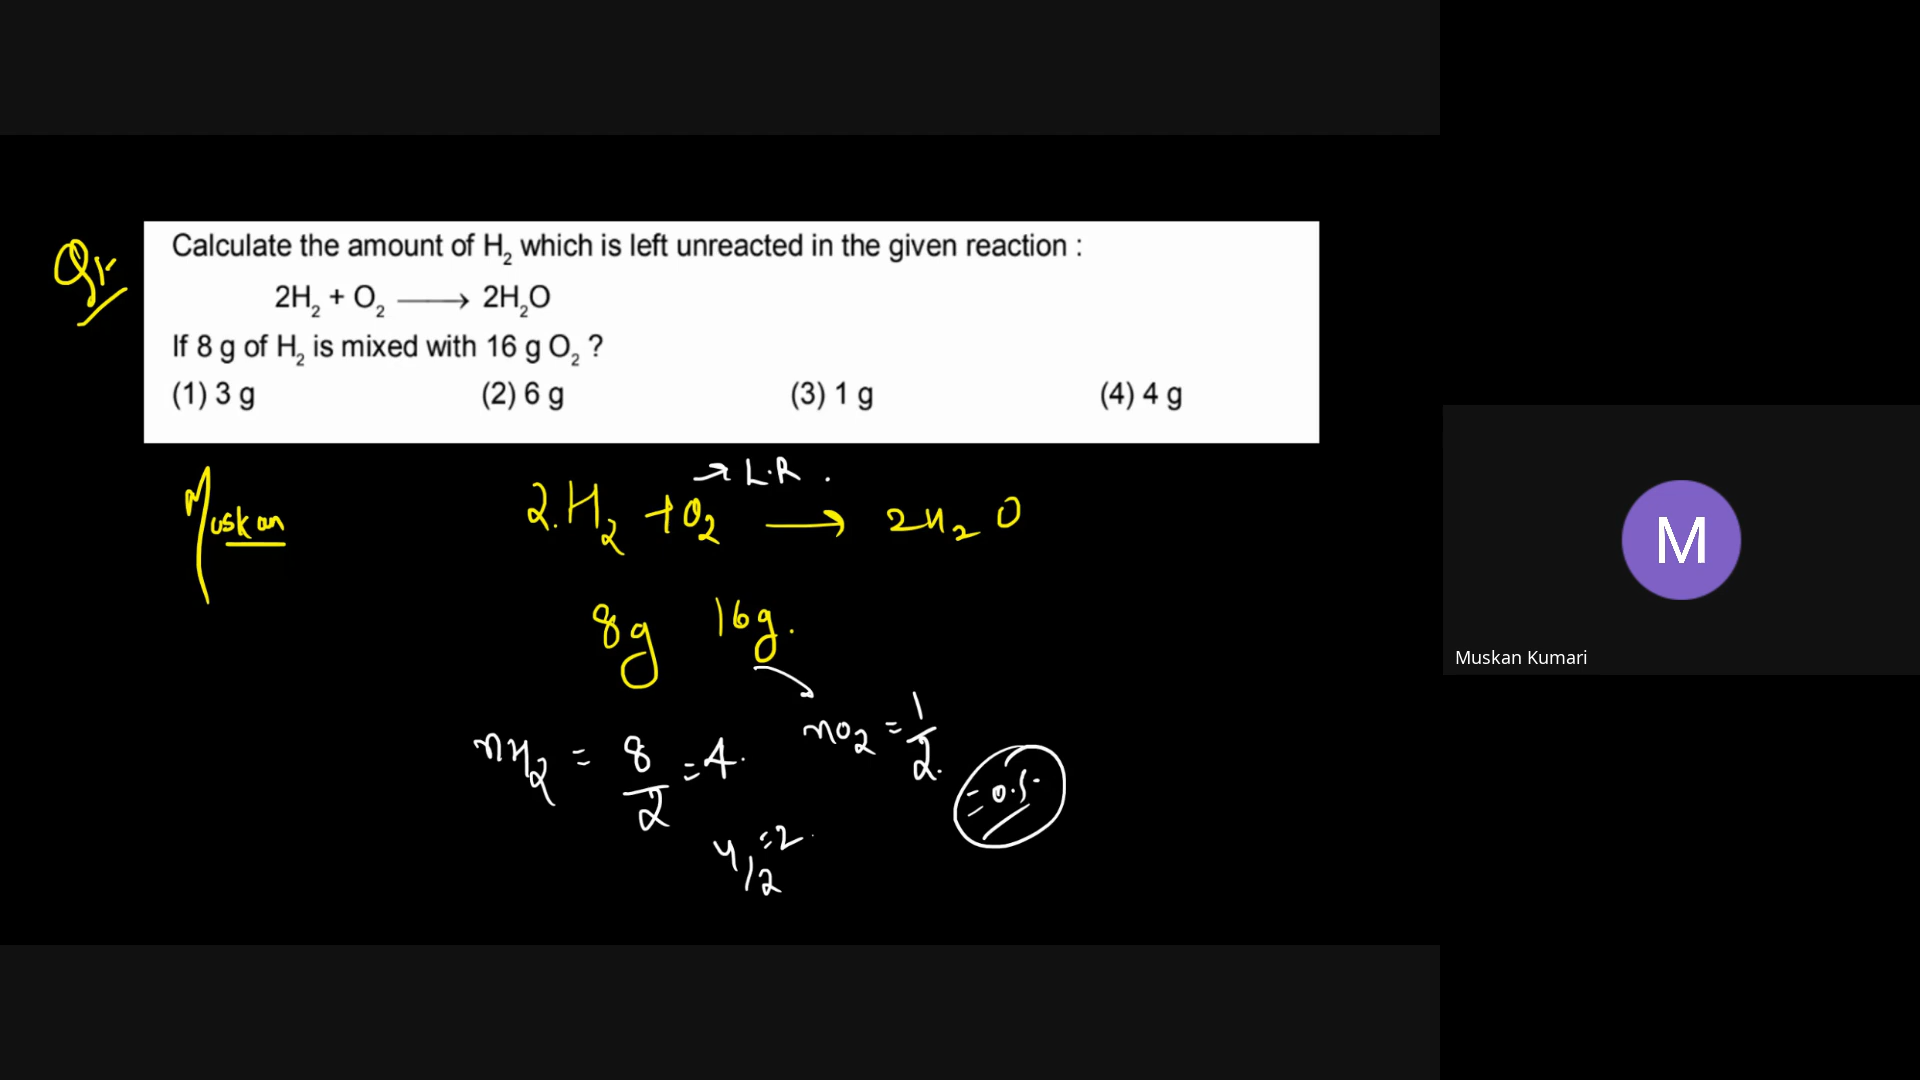 Q1.
Calculate the amount of H₂ which is left unreacted in the given reaction :
2H₂ + O₂ ⟶ 2H₂O
If 8 g of H₂ is mixed with 16 g O₂ ?
(1) 3 g (2) 6 g (3) 1 g (4) 4 g
→ L.R.
Muskan
2.H₂ + O₂ ⟶ 2H₂O
8g 16g.
nH₂ = 8/2 = 4. nO₂ = 1/2.
= 0.5.
4/2 = 2.
M
Muskan Kumari